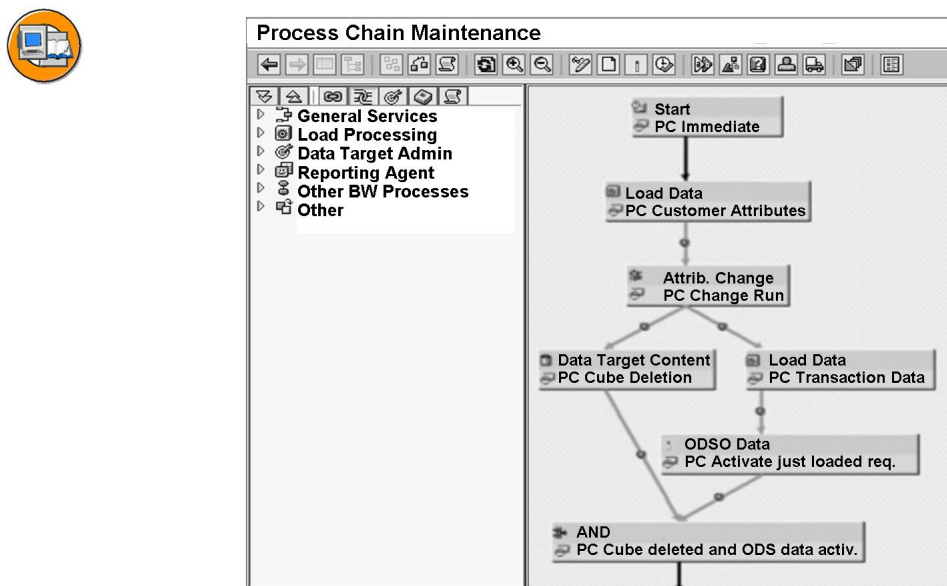 Process Chain Maintenance
General Services
Load Processing
Data Target Admin
Reporting Agent
Other BW Processes
Other
Start
PC Immediate
Load Data
PC Customer Attributes
Attrib. Change
PC Change Run
Data Target Content
PC Cube Deletion
Load Data
PC Transaction Data
ODSO Data
PC Activate just loaded req.
AND
PC Cube deleted and ODS data activ.